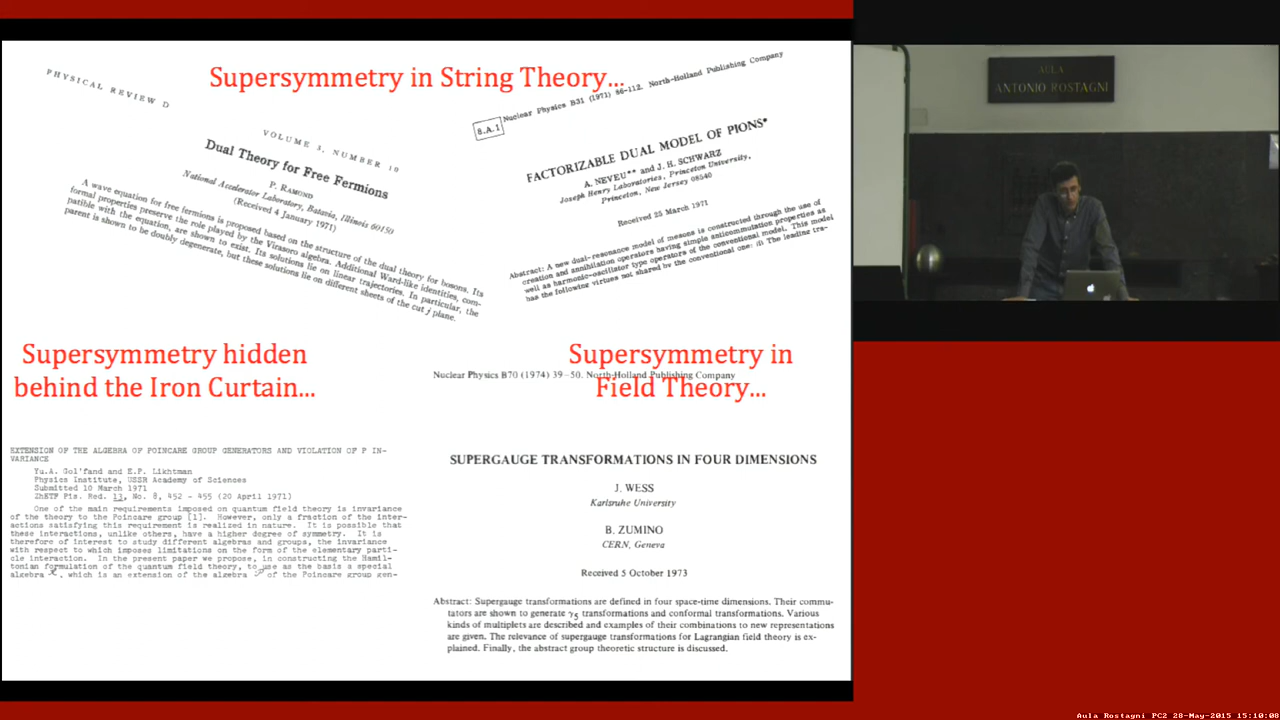 Supersymmetry in String Theory...
PHYSICAL REVIEW D
VOLUME 3, NUMBER 10
Dual Theory for Free Fermions
P. RAMOND
National Accelerator Laboratory, Batavia, Illinois 60150
(Received 4 January 1971)
A wave equation for free fermions is proposed based on the structure of the dual theory for bosons. Its
formal properties preserve the role played by the Virasoro algebra. Additional Ward-like identities, com-
patible with the equation, are shown to exist. Its solutions lie on linear trajectories. In particular, the
parent is shown to be doubly degenerate, but these solutions lie on different sheets of the cut j plane.
8.A.1
Nuclear Physics B31 (1971) 86-112. North-Holland Publishing Company
FACTORIZABLE DUAL MODEL OF PIONS*
A. NEVEU** and J. H. SCHWARZ
Joseph Henry Laboratories, Princeton University,
Princeton, New Jersey 08540
Received 25 March 1971
Abstract: A new dual-resonance model of mesons is constructed through the use of
creation and annihilation operators having simple anticommutation properties as
well as harmonic-oscillator type operators of the conventional model. This model
has the following virtues not shared by the conventional one: (i) The leading tra-
Supersymmetry hidden
behind the Iron Curtain...
EXTENSION OF THE ALGEBRA OF POINCARE GROUP GENERATORS AND VIOLATION OF P IN-
VARIANCE
Yu.A. Gol'fand and E.P. Likhtman
Physics Institute, USSR Academy of Sciences
Submitted 10 March 1971
ZhETF Pis. Red. 13, No. 8, 452 - 455 (20 April 1971)
One of the main requirements imposed on quantum field theory is invariance
of the theory to the Poincare group [1]. However, only a fraction of the inter-
actions satisfying this requirement is realized in nature. It is possible that
these interactions, unlike others, have a higher degree of symmetry. It is
therefore of interest to study different algebras and groups, the invariance
with respect to which imposes limitations on the form of the elementary parti-
cle interaction. In the present paper we propose, in constructing the Hamil-
tonian formulation of the quantum field theory, to use as the basis a special
algebra , which is an extension of the algebra of the Poincare group gen-
Supersymmetry in
Field Theory...
Nuclear Physics B70 (1974) 39-50. North-Holland Publishing Company
SUPERGAUGE TRANSFORMATIONS IN FOUR DIMENSIONS
J. WESS
Karlsruhe University
B. ZUMINO
CERN, Geneva
Received 5 October 1973
Abstract: Supergauge transformations are defined in four space-time dimensions. Their commu-
tators are shown to generate γ5 transformations and conformal transformations. Various
kinds of multiplets are described and examples of their combinations to new representations
are given. The relevance of supergauge transformations for Lagrangian field theory is ex-
plained. Finally, the abstract group theoretic structure is discussed.
AULA
ANTONIO ROSTAGNI
Aula Rostagni PC2 28-May-2015 15:10:08